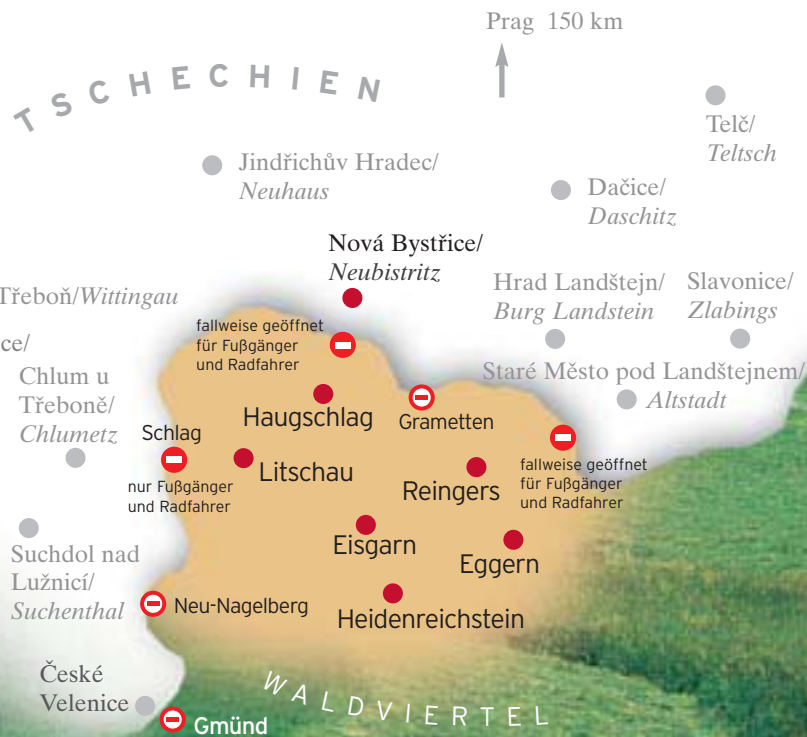 Prag 150 km
TSCHECHIEN
Telč/
Teltsch
Jindřichův Hradec/
Neuhaus
Dačice/
Daschitz
Nová Bystřice/
Neubistritz
Třeboň/Wittingau
Hrad Landštejn/
Burg Landstein
Slavonice/
Zlabings
fallweise geöffnet
für Fußgänger
und Radfahrer
ce/
Chlum u
Třeboně/
Chlumetz
Staré Město pod Landštejnem/
Altstadt
Haugschlag
Grametten
Schlag
nur Fußgänger
und Radfahrer
Litschau
Reingers
fallweise geöffnet
für Fußgänger
und Radfahrer
Eisgarn
Eggern
Suchdol nad
Lužnicí/
Suchenthal
Neu-Nagelberg
Heidenreichstein
České
Velenice
WALDVIERTEL
Gmünd